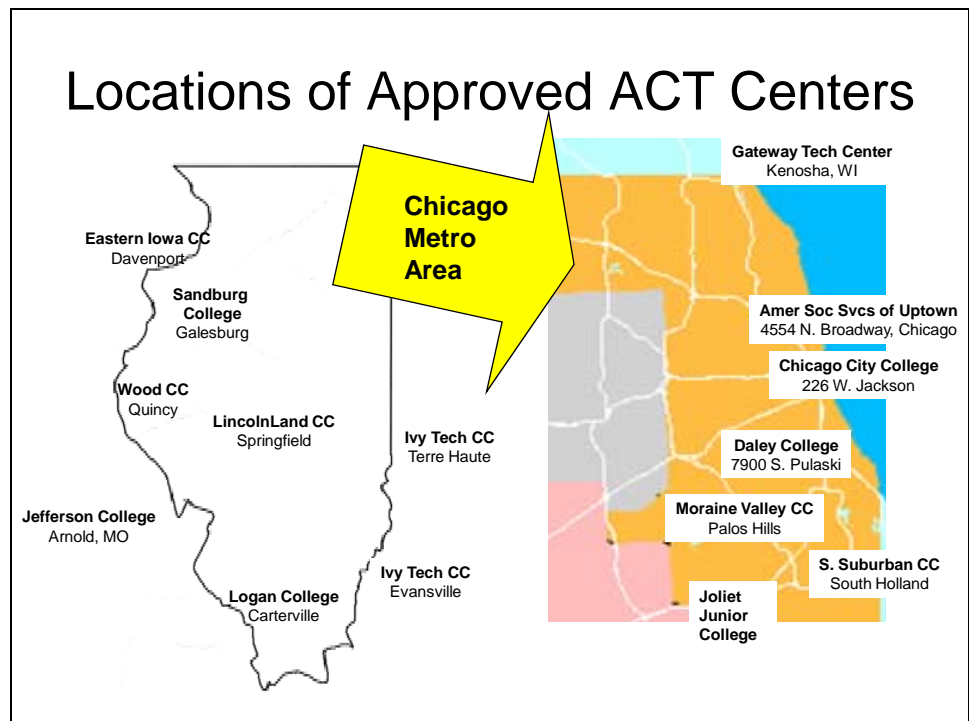 Locations of Approved ACT Centers
Chicago
Metro
Area
Eastern Iowa CC
Davenport
Sandburg
College
Galesburg
Wood CC
Quincy
LincolnLand CC
Springfield
Ivy Tech CC
Terre Haute
Jefferson College
Arnold, MO
Logan College
Carterville
Ivy Tech CC
Evansville
Gateway Tech Center
Kenosha, WI
Amer Soc Svcs of Uptown
4554 N. Broadway, Chicago
Chicago City College
226 W. Jackson
Daley College
7900 S. Pulaski
Moraine Valley CC
Palos Hills
S. Suburban CC
South Holland
Joliet
Junior
College